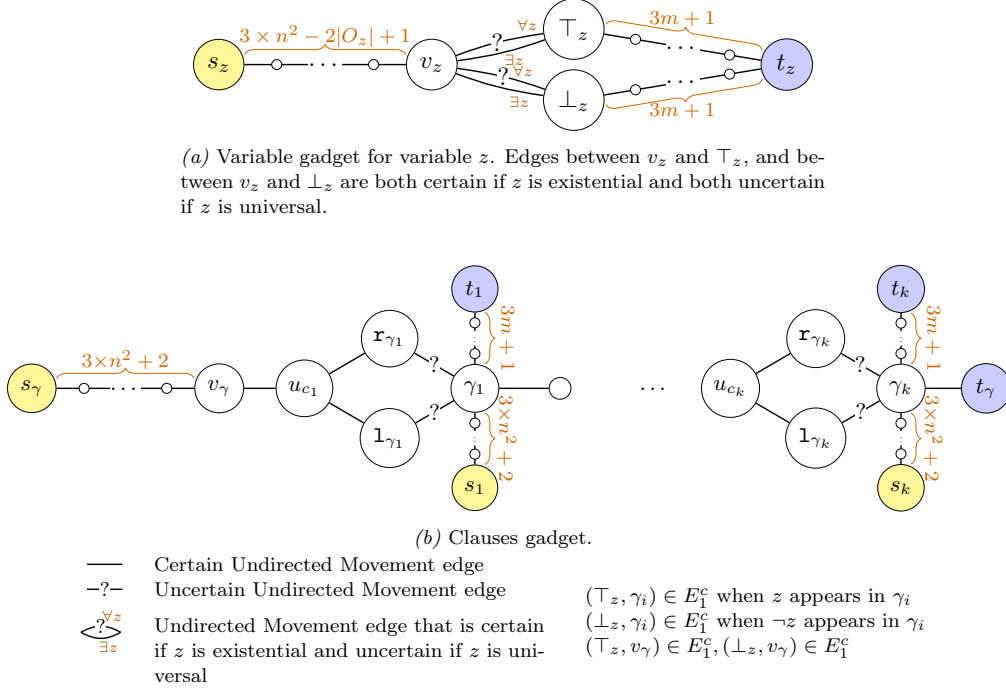 3 × n² − 2|O_z| + 1
s_z
· · ·
v_z
∀z
?
∃z
∀z
?
∃z
⊤_z
⊥_z
3m + 1
· · ·
· · ·
3m + 1
t_z
(a) Variable gadget for variable z. Edges between v_z and ⊤_z, and be-
tween v_z and ⊥_z are both certain if z is existential and both uncertain
if z is universal.
s_γ
3×n² + 2
· · ·
v_γ
u_{c_1}
r_{γ_1}
l_{γ_1}
?
?
t_1
3m + 1
γ_1
3×n² + 2
s_1
· · ·
u_{c_k}
r_{γ_k}
l_{γ_k}
?
?
t_k
3m + 1
γ_k
3×n² + 2
s_k
t_γ
(b) Clauses gadget.
Certain Undirected Movement edge
? Uncertain Undirected Movement edge
∀z
?
∃z
Undirected Movement edge that is certain
if z is existential and uncertain if z is uni-
versal
(⊤_z, γ_i) ∈ E_1^c when z appears in γ_i
(⊥_z, γ_i) ∈ E_1^c when ¬z appears in γ_i
(⊤_z, v_γ) ∈ E_1^c, (⊥_z, v_γ) ∈ E_1^c